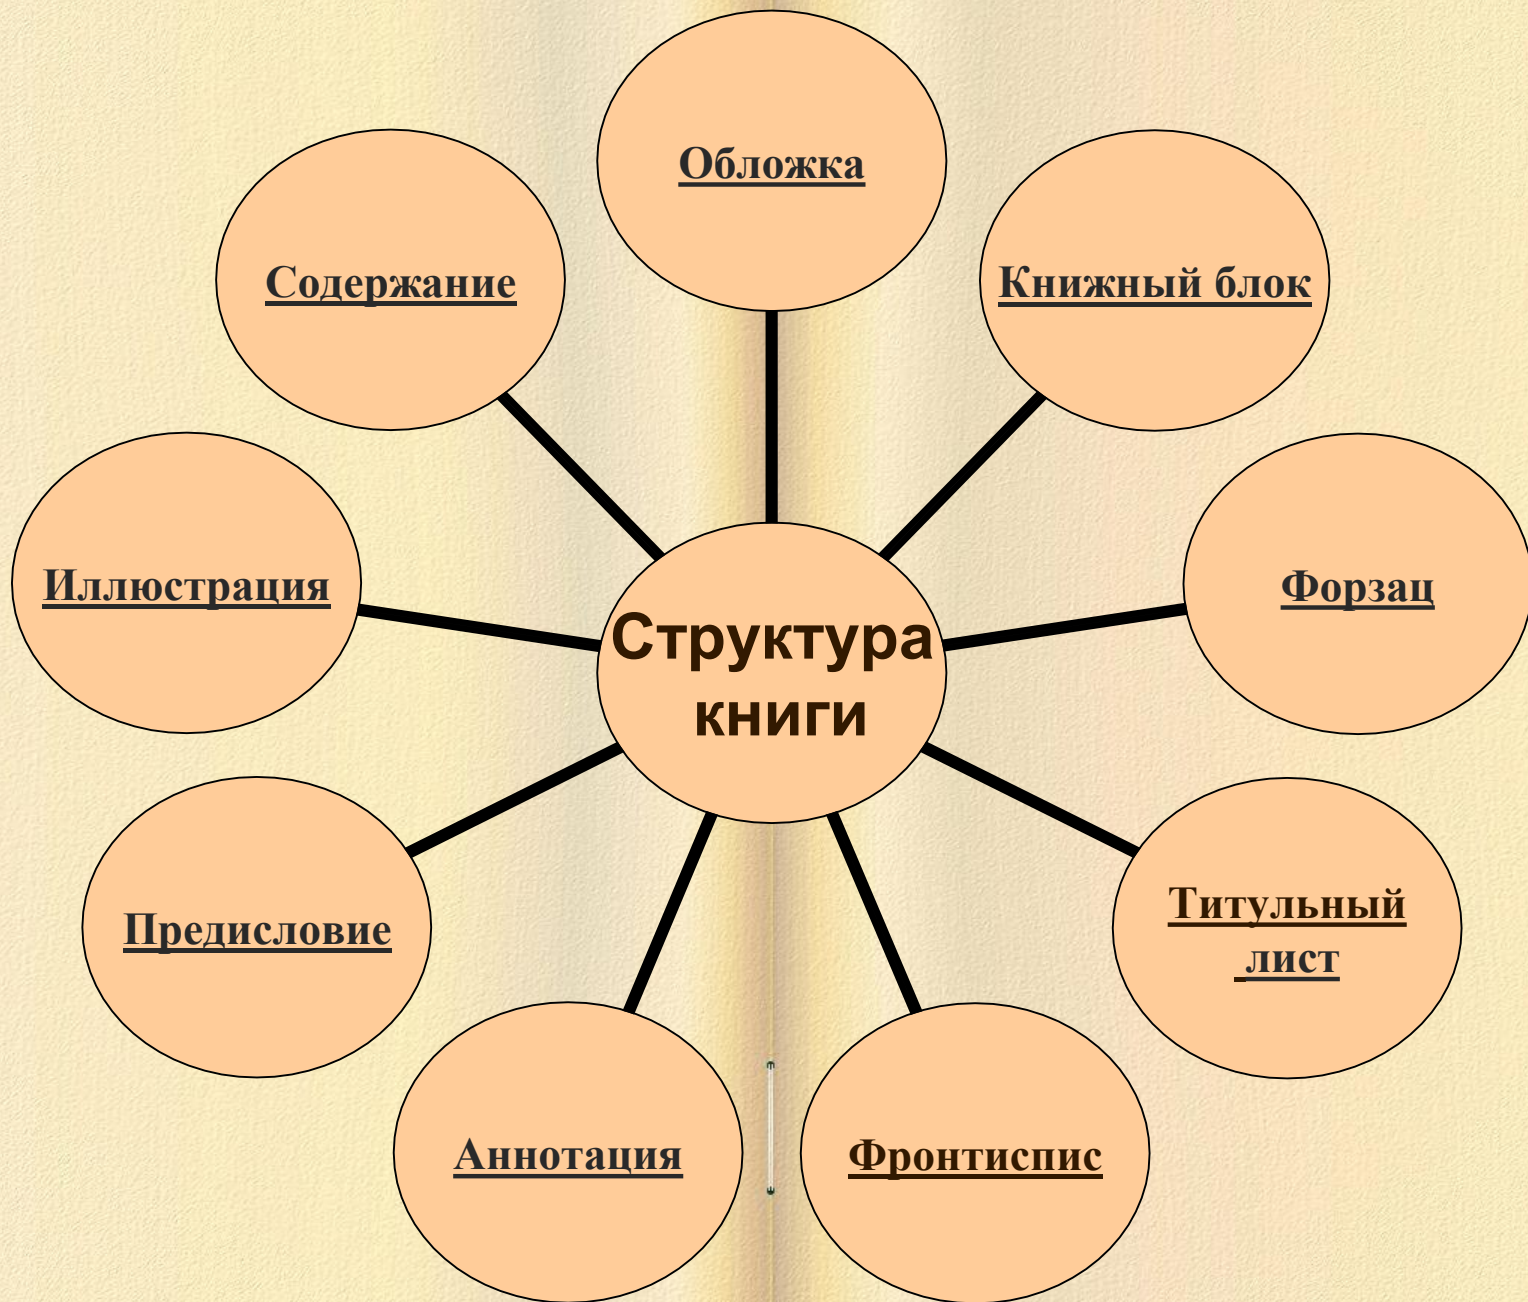 Обложка
Содержание
Книжный блок
Иллюстрация
Форзац
Структура
книги
Предисловие
Титульный
лист
Аннотация
Фронтиспис